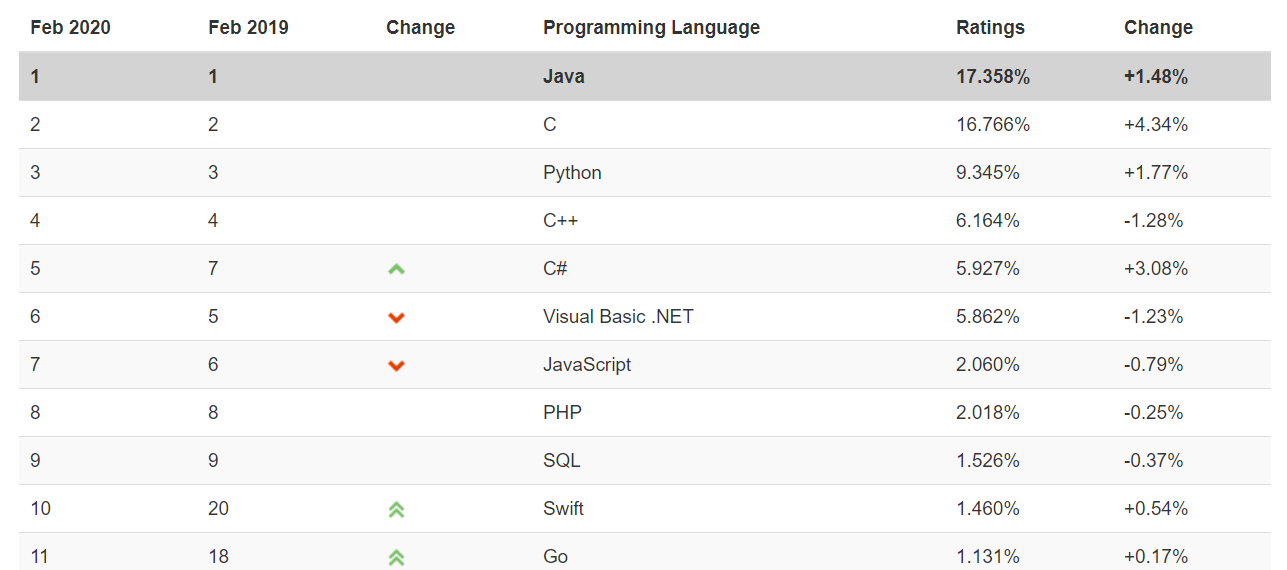 Feb 2020 Feb 2019 Change Programming Language Ratings Change
1 1 Java 17.358% +1.48%
2 2 C 16.766% +4.34%
3 3 Python 9.345% +1.77%
4 4 C++ 6.164% -1.28%
5 7 C# 5.927% +3.08%
6 5 Visual Basic .NET 5.862% -1.23%
7 6 JavaScript 2.060% -0.79%
8 8 PHP 2.018% -0.25%
9 9 SQL 1.526% -0.37%
10 20 Swift 1.460% +0.54%
11 18 Go 1.131% +0.17%